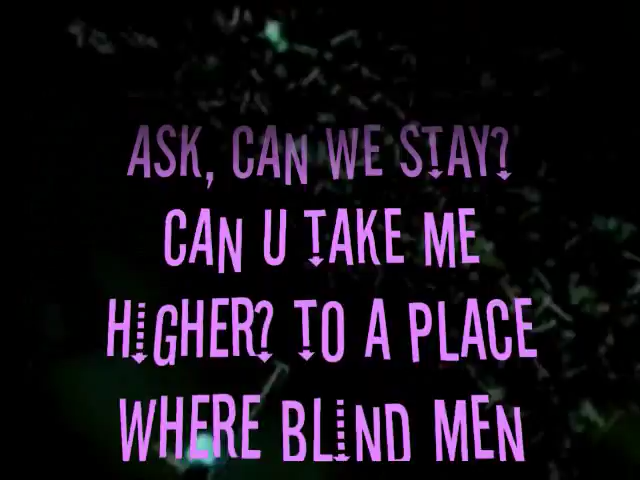 ASK, CAN WE STAY?
CAN U TAKE ME
HIGHER? TO A PLACE
WHERE BLIND MEN